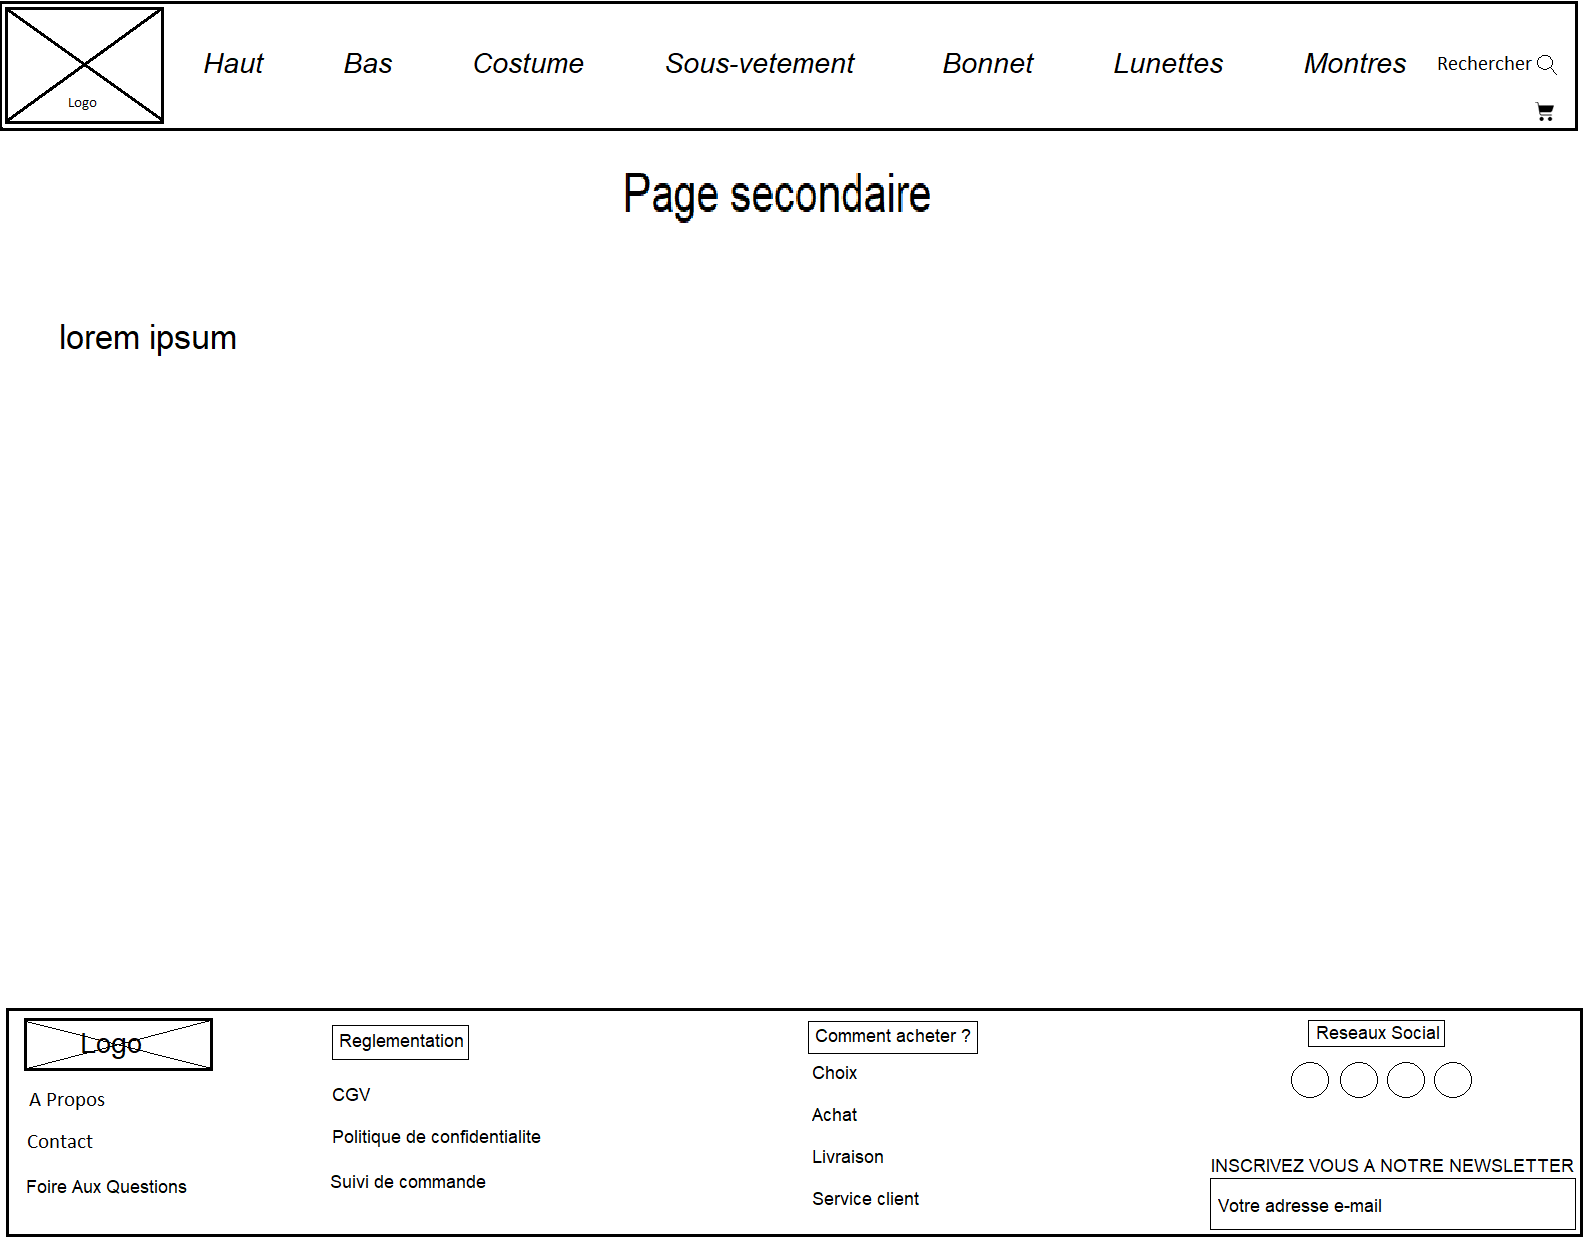 Logo
Haut Bas Costume Sous-vetement Bonnet Lunettes Montres Rechercher
Page secondaire
lorem ipsum
Logo
A Propos
Contact
Foire Aux Questions
Reglementation
CGV
Politique de confidentialite
Suivi de commande
Comment acheter ?
Choix
Achat
Livraison
Service client
Reseaux Social
INSCRIVEZ VOUS A NOTRE NEWSLETTER
Votre adresse e-mail